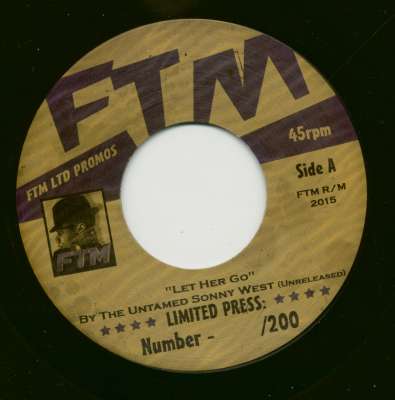 FTM
FTM LTD PROMOS
45rpm
Side A
FTM R/M
2015
FTM
"LET HER GO"
BY THE UNTAMED SONNY WEST (UNRELEASED)
★★★★ LIMITED PRESS: ★★★★
Number - /200